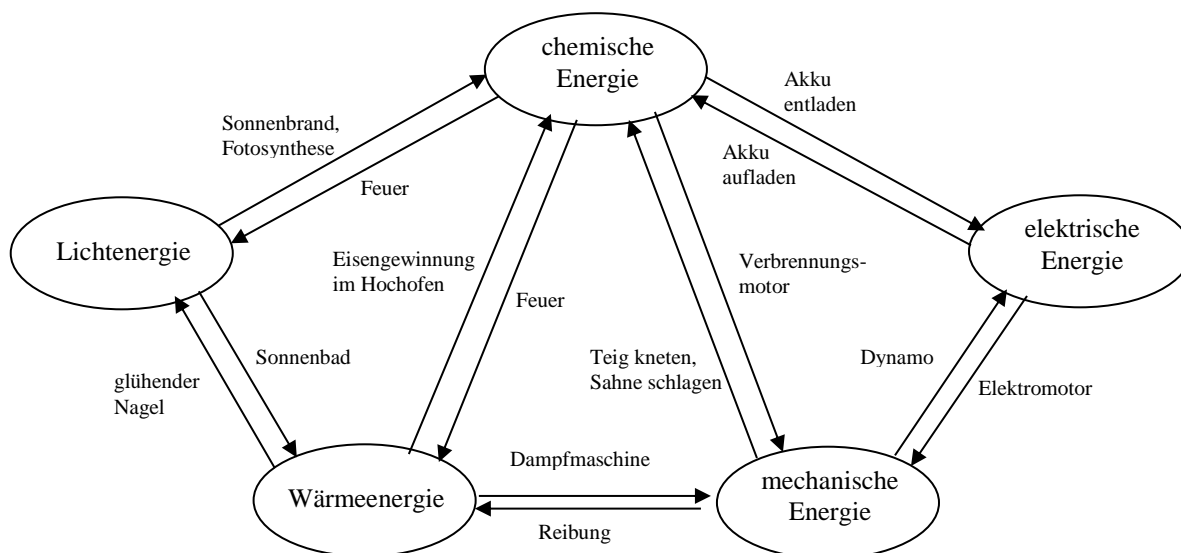 chemische
Energie
Akku
entladen
Sonnenbrand,
Fotosynthese
Akku
aufladen
Feuer
Lichtenergie
elektrische
Energie
Eisengewinnung
im Hochofen
Verbrennungs-
motor
Feuer
Sonnenbad
Teig kneten,
Sahne schlagen
Dynamo
glühender
Nagel
Elektromotor
Dampfmaschine
Wärmeenergie
mechanische
Energie
Reibung